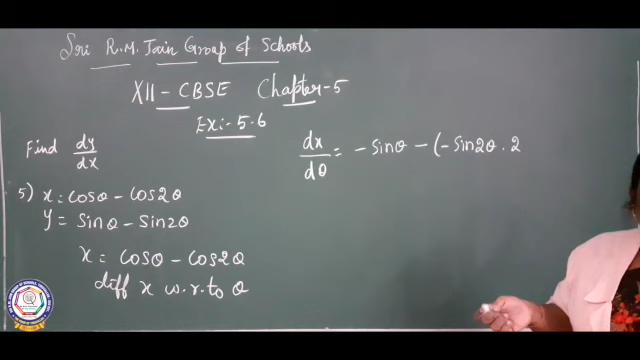 Sri R.M. Jain Group of Schools
XII - CBSE Chapter-5
Ex:- 5.6
Find dy/dx
5) x = cosθ - cos2θ
y = sinθ - sin2θ
x = cosθ - cos2θ
diff x w.r.to θ
dx/dθ = - sinθ - (- sin2θ . 2